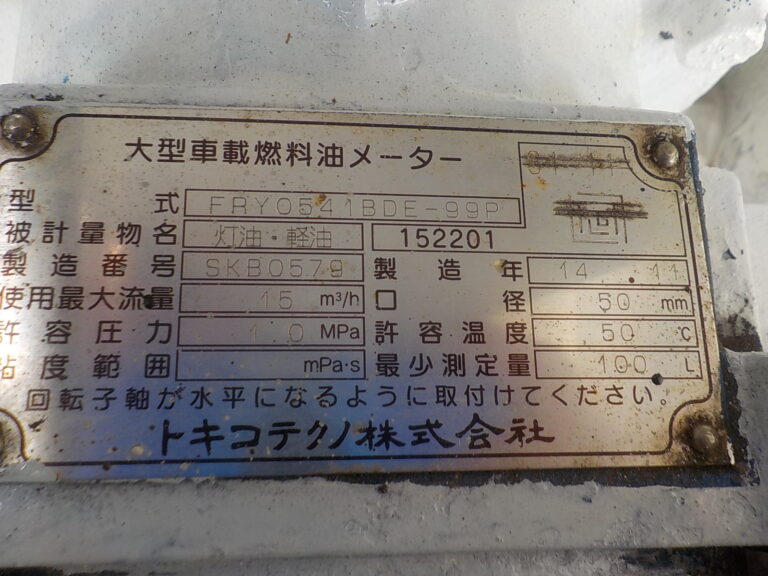 大型車載燃料油メーター
型式 FRY0541BDE-99P
被計量物名 灯油・軽油 152201
製造番号 SKB0579 製造年 14.11
使用最大流量 15 m³/h 口径 50 mm
許容圧力 1.0 MPa 許容温度 50 ℃
粘度範囲 mPa・s 最少測定量 100 L
回転子軸が水平になるように取付けてください。
トキコテクノ株式会社